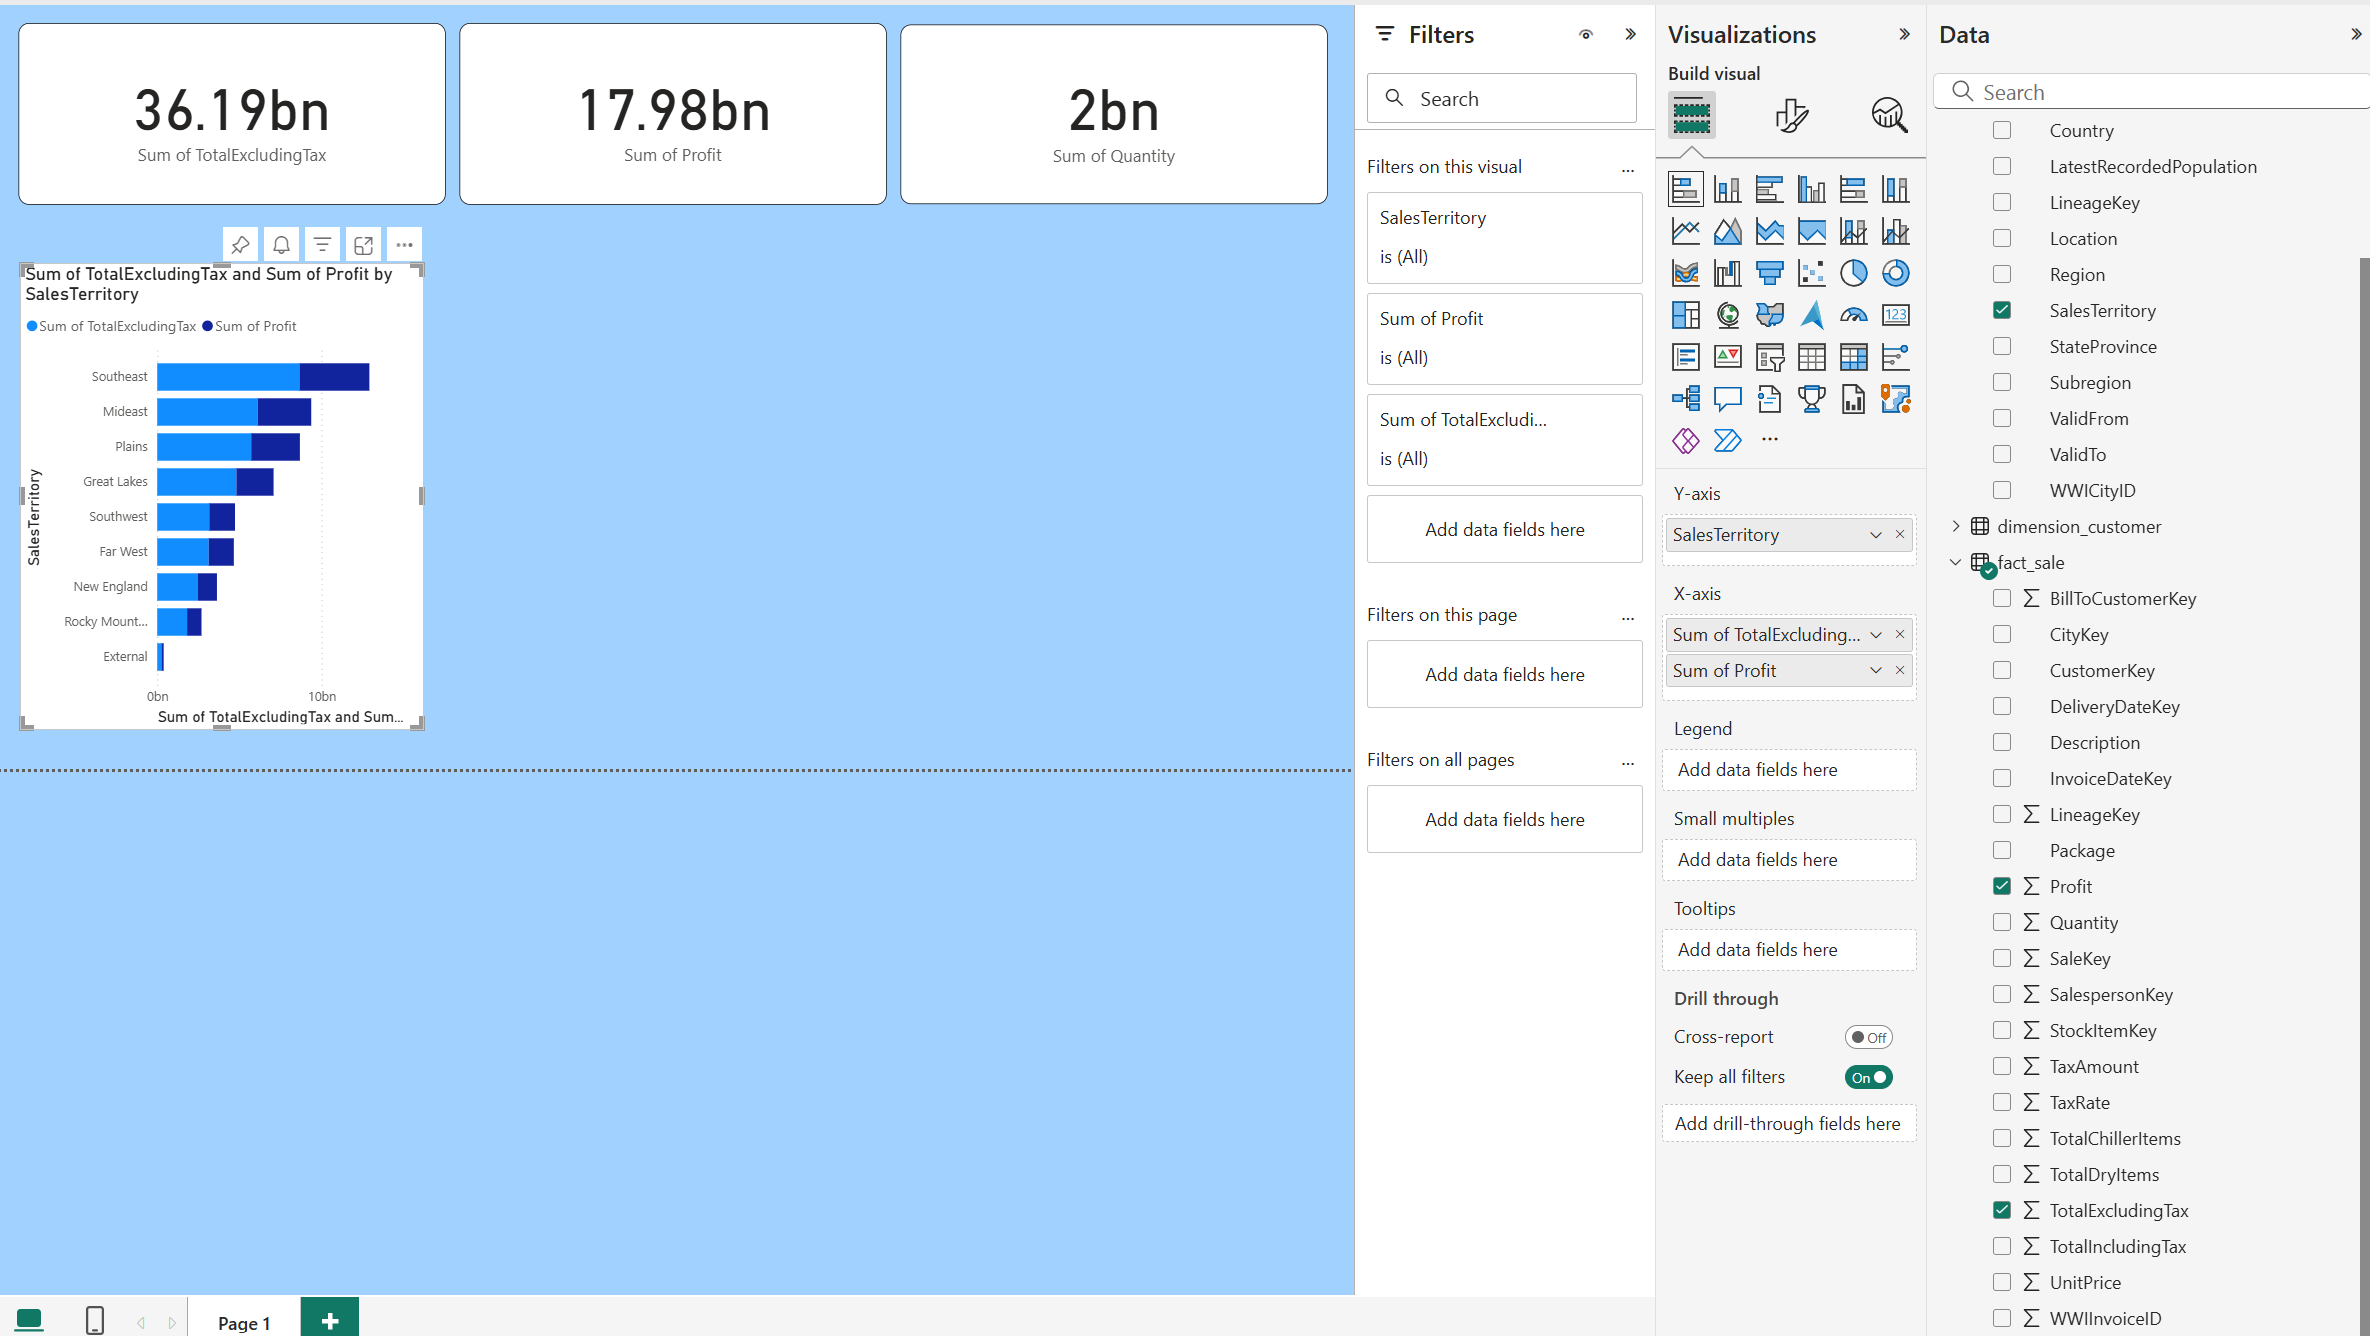 36.19bn
Sum of TotalExcludingTax
17.98bn
Sum of Profit
2bn
Sum of Quantity
Sum of TotalExcludingTax and Sum of Profit by
SalesTerritory
Sum of TotalExcludingTax Sum of Profit
SalesTerritory
Southeast
Mideast
Plains
Great Lakes
Southwest
Far West
New England
Rocky Mount...
External
0bn 10bn
Sum of TotalExcludingTax and Sum...
Page 1
+
Filters
Search
Filters on this visual
...
SalesTerritory
is (All)
Sum of Profit
is (All)
Sum of TotalExcludi...
is (All)
Add data fields here
Filters on this page
...
Add data fields here
Filters on all pages
...
Add data fields here
Visualizations
Build visual
123
...
Y-axis
SalesTerritory
X-axis
Sum of TotalExcluding...
Sum of Profit
Legend
Add data fields here
Small multiples
Add data fields here
Tooltips
Add data fields here
Drill through
Cross-report Off
Keep all filters On
Add drill-through fields here
Data
Search
Country
LatestRecordedPopulation
LineageKey
Location
Region
SalesTerritory
StateProvince
Subregion
ValidFrom
ValidTo
WWICityID
dimension_customer
fact_sale
∑ BillToCustomerKey
CityKey
CustomerKey
DeliveryDateKey
Description
InvoiceDateKey
∑ LineageKey
Package
∑ Profit
∑ Quantity
∑ SaleKey
∑ SalespersonKey
∑ StockItemKey
∑ TaxAmount
∑ TaxRate
∑ TotalChillerItems
∑ TotalDryItems
∑ TotalExcludingTax
∑ TotalIncludingTax
∑ UnitPrice
∑ WWIInvoiceID